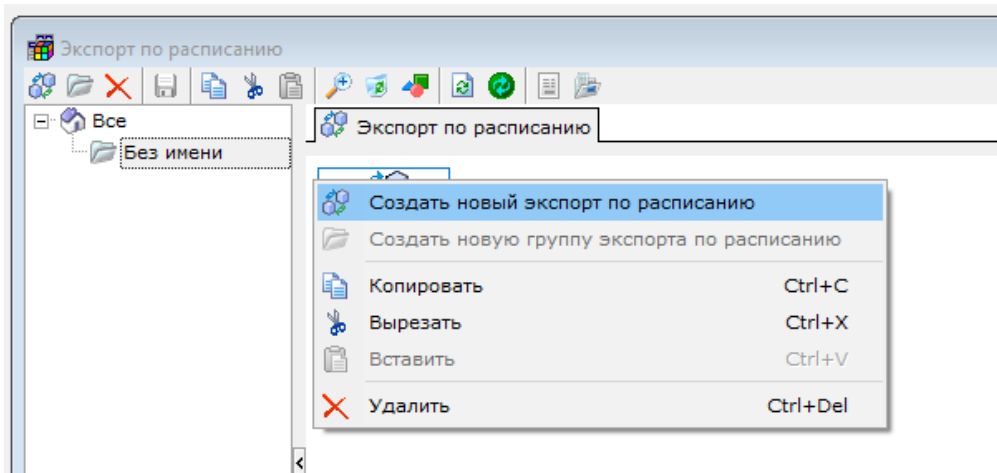 Экспорт по расписанию
Все
Без имени
Экспорт по расписанию
Создать новый экспорт по расписанию
Создать новую группу экспорта по расписанию
Копировать Ctrl+C
Вырезать Ctrl+X
Вставить Ctrl+V
Удалить Ctrl+Del